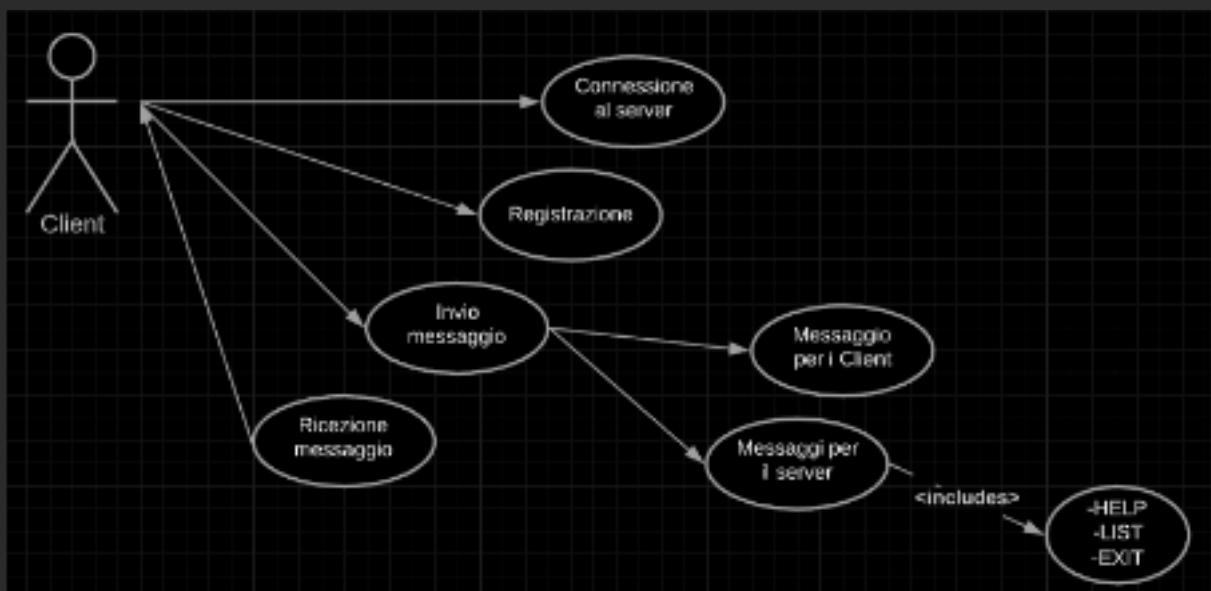 Client
Connessione
al server
Registrazione
Invio
messaggio
Ricezione
messaggio
Messaggio
per i Client
Messaggi per
il server
<includes>
-HELP
-LIST
-EXIT